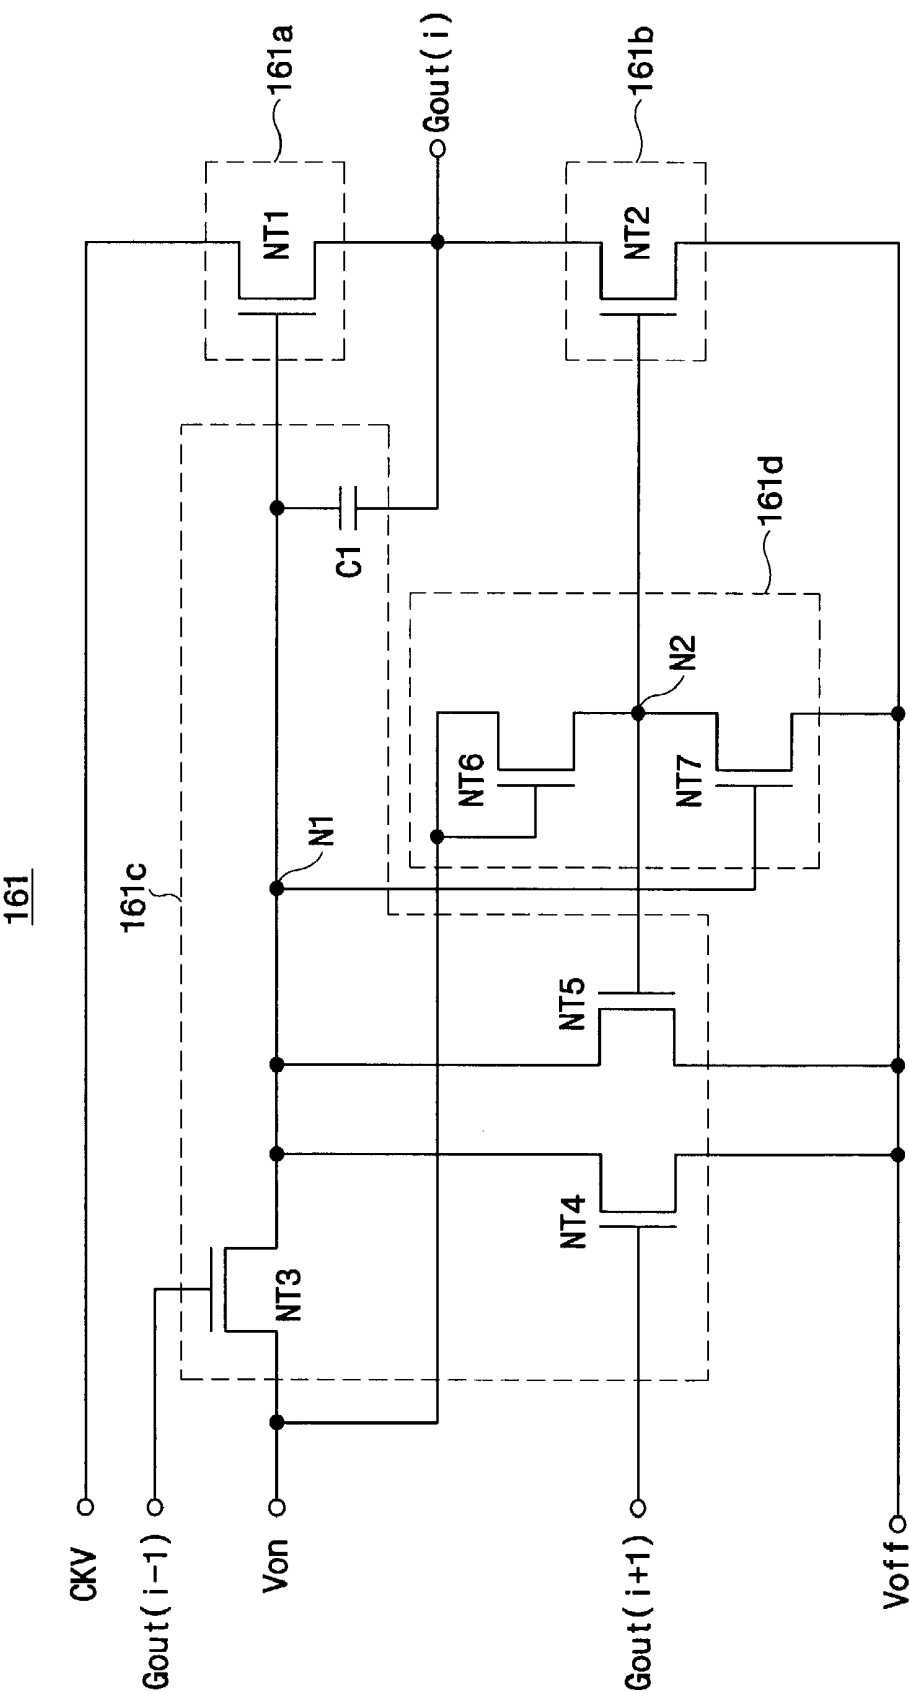 161
CKV
Gout(i-1)
Von
Gout(i+1)
Voff
161c
NT3
NT4
NT5
N1
NT6
NT7
N2
161d
C1
161a
NT1
Gout(i)
161b
NT2